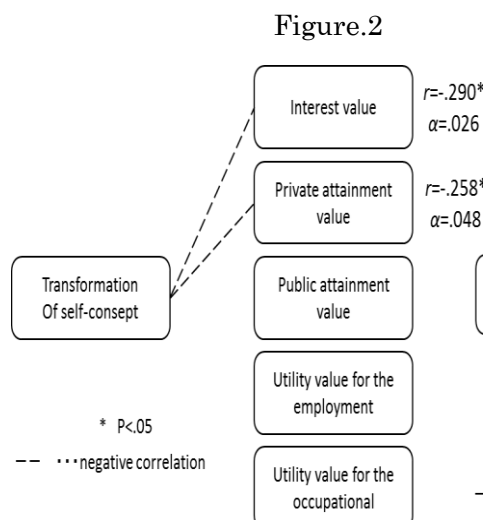 Figure.2
Interest value
r=-.290*
α=.026
Private attainment
value
r=-.258*
α=.048
Transformation
Of self-consept
Public attainment
value
Utility value for the
employment
* P<.05
-- ···negative correlation
Utility value for the
occupational